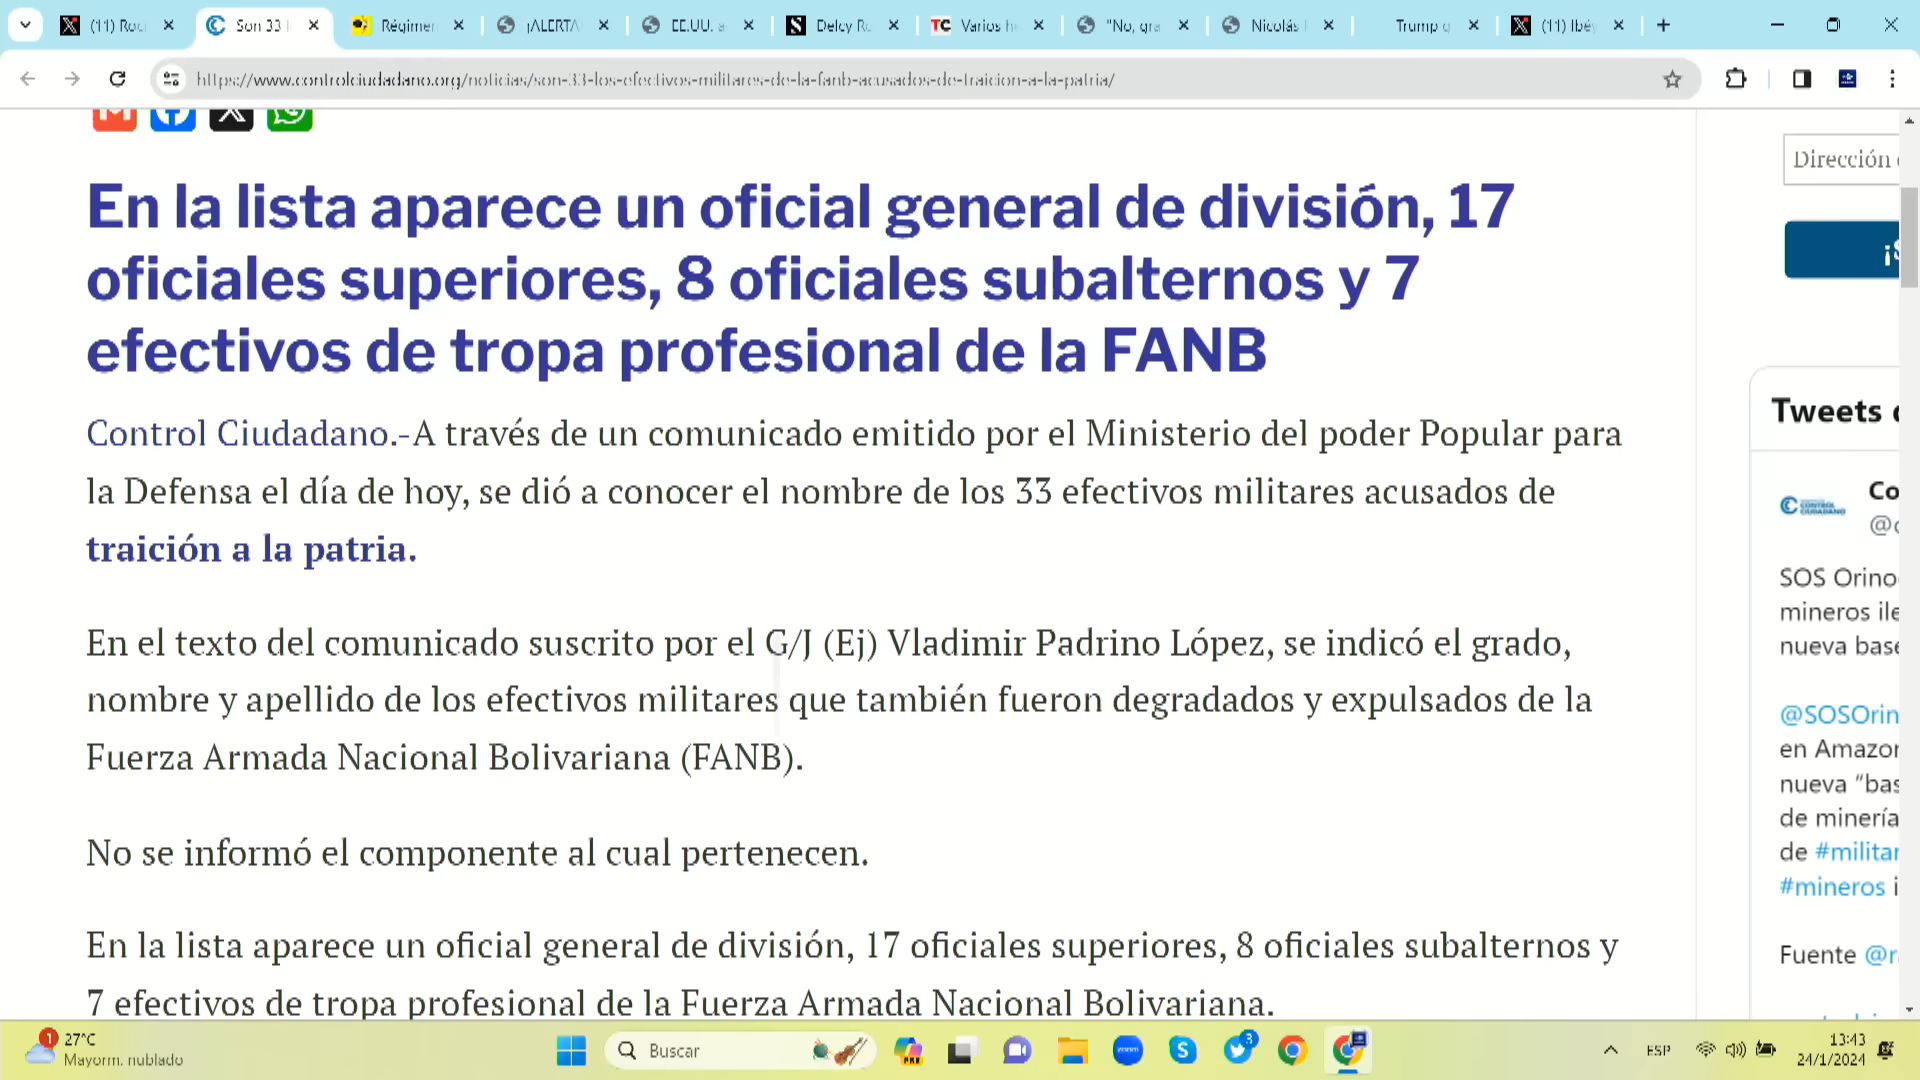 (11) Roc
Son 33 l
Régimen
¡ALERTA
EE.UU. a
Delcy Ro
TC Varios h
"No, gra
Nicolás
Trump q
(11) Ibé
https://www.controlciudadano.org/noticias/son-33-los-efectivos-militares-de-la-fanb-acusados-de-traicion-a-la-patria/
En la lista aparece un oficial general de división, 17
oficiales superiores, 8 oficiales subalternos y 7
efectivos de tropa profesional de la FANB
Control Ciudadano.-A través de un comunicado emitido por el Ministerio del poder Popular para
la Defensa el día de hoy, se dió a conocer el nombre de los 33 efectivos militares acusados de
traición a la patria.
En el texto del comunicado suscrito por el G/J (Ej) Vladimir Padrino López, se indicó el grado,
nombre y apellido de los efectivos militares que también fueron degradados y expulsados de la
Fuerza Armada Nacional Bolivariana (FANB).
No se informó el componente al cual pertenecen.
En la lista aparece un oficial general de división, 17 oficiales superiores, 8 oficiales subalternos y
7 efectivos de tropa profesional de la Fuerza Armada Nacional Bolivariana.
Dirección
¡S
Tweets
CONTROL CIUDADANO
Co
SOS Orino
mineros ile
nueva base
@SOSOrin
en Amazon
nueva "bas
de minería
de #militar
#mineros i
Fuente @r
1
27°C
Mayorm. nublado
Buscar
zoom
3
ESP
13:43
24/1/2024